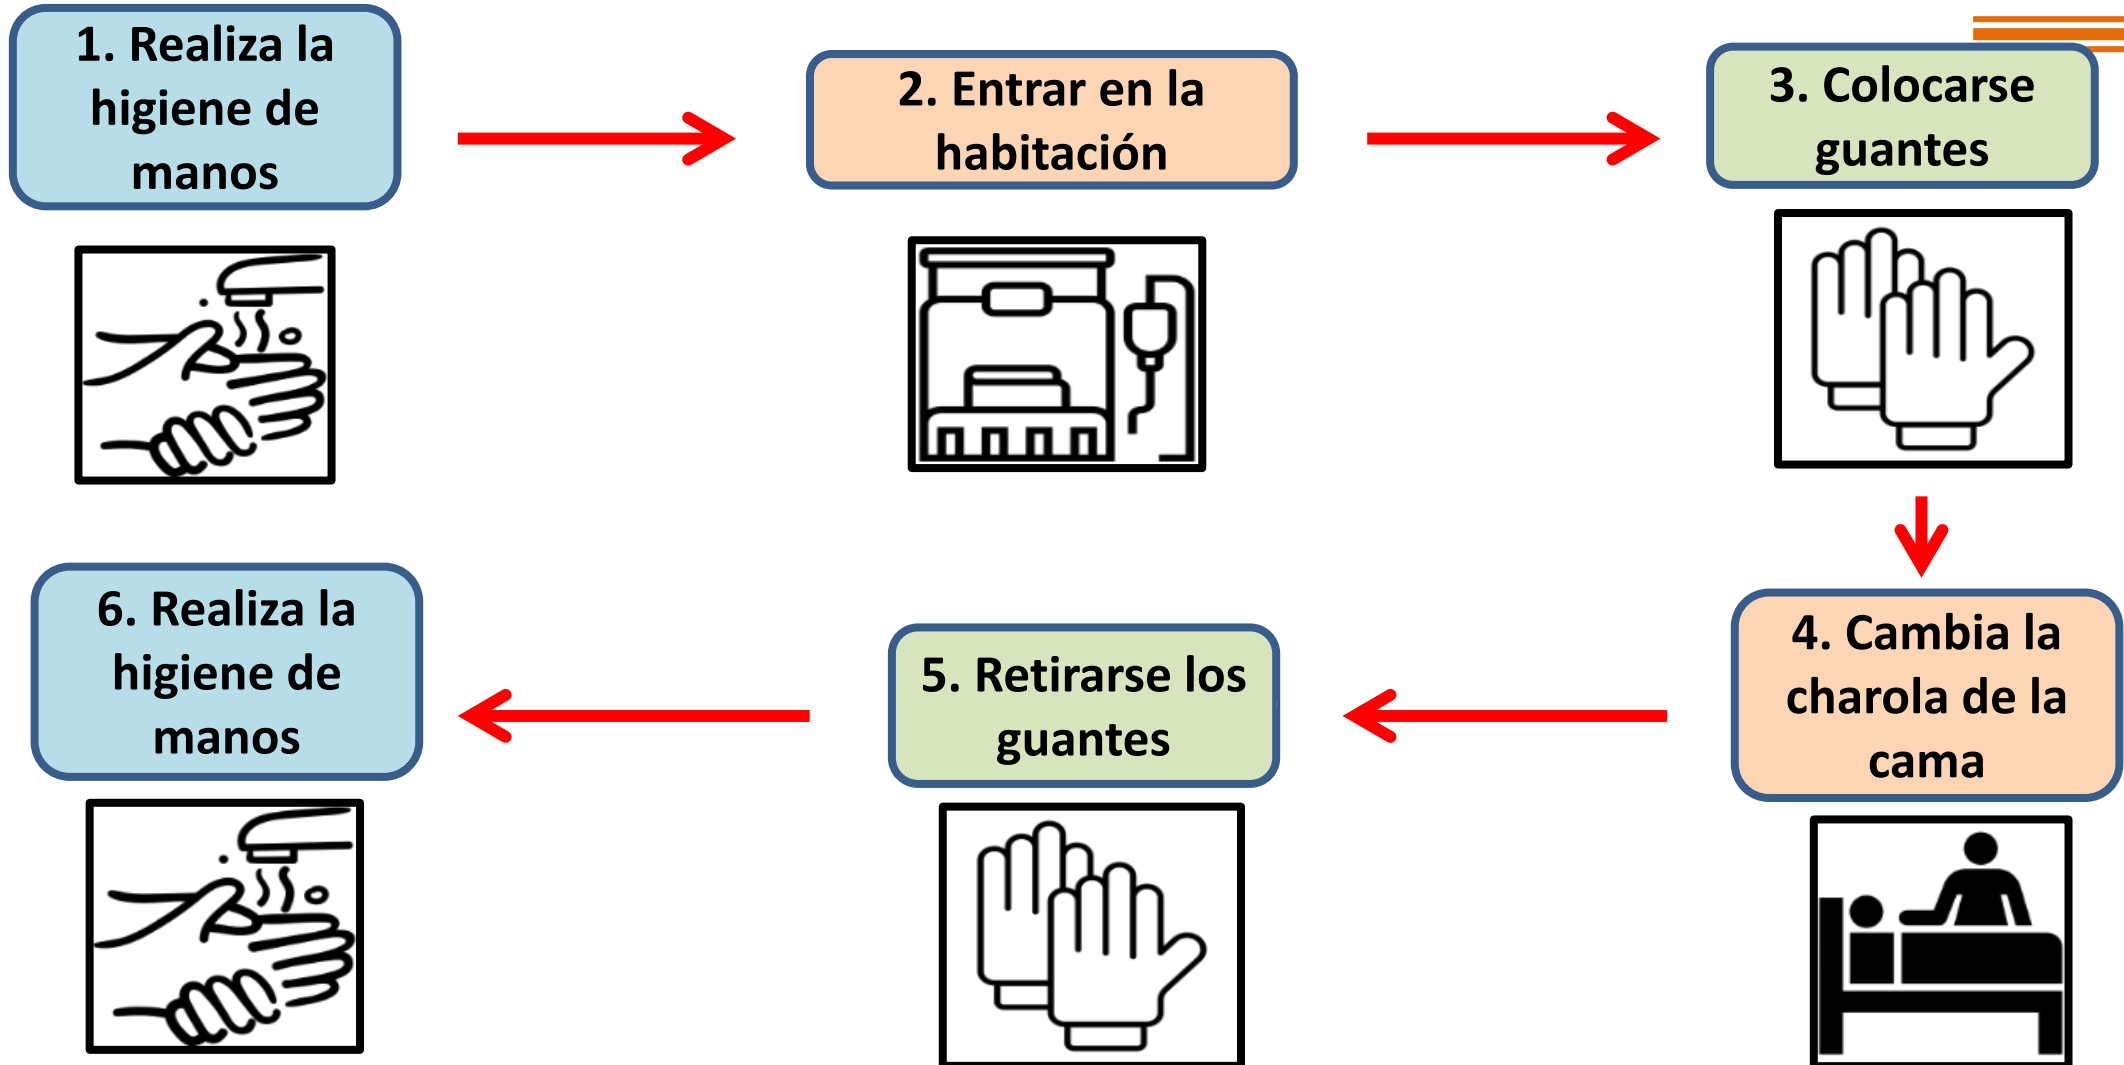 1. Realiza la
higiene de
manos
2. Entrar en la
habitación
3. Colocarse
guantes
4. Cambia la
charola de la
cama
5. Retirarse los
guantes
6. Realiza la
higiene de
manos